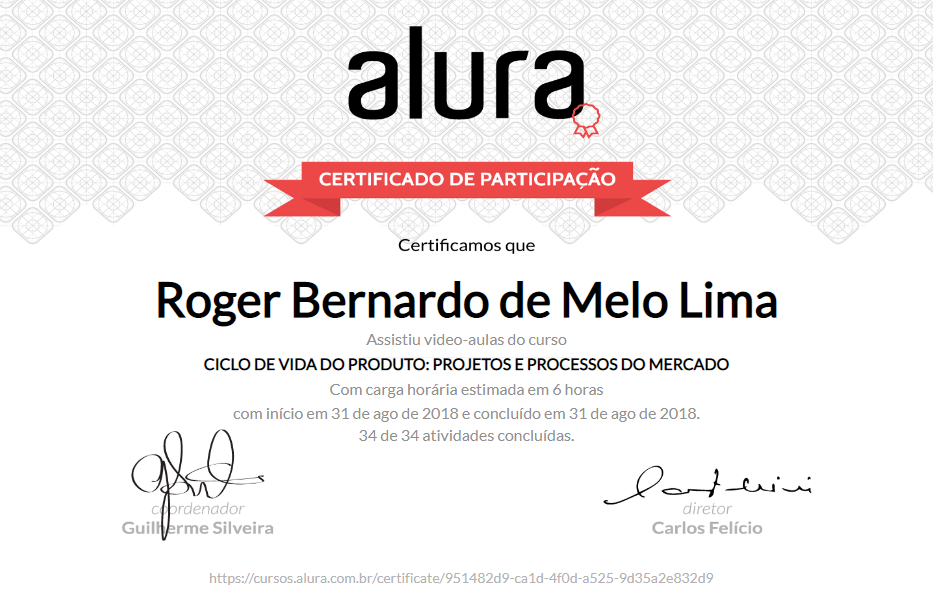 alura
CERTIFICADO DE PARTICIPAÇÃO
Certificamos que
Roger Bernardo de Melo Lima
Assistiu video-aulas do curso
CICLO DE VIDA DO PRODUTO: PROJETOS E PROCESSOS DO MERCADO
Com carga horária estimada em 6 horas
com início em 31 de ago de 2018 e concluído em 31 de ago de 2018.
34 de 34 atividades concluídas.
coordenador
Guilherme Silveira
diretor
Carlos Felício
https://cursos.alura.com.br/certificate/951482d9-ca1d-4f0d-a525-9d35a2e832d9